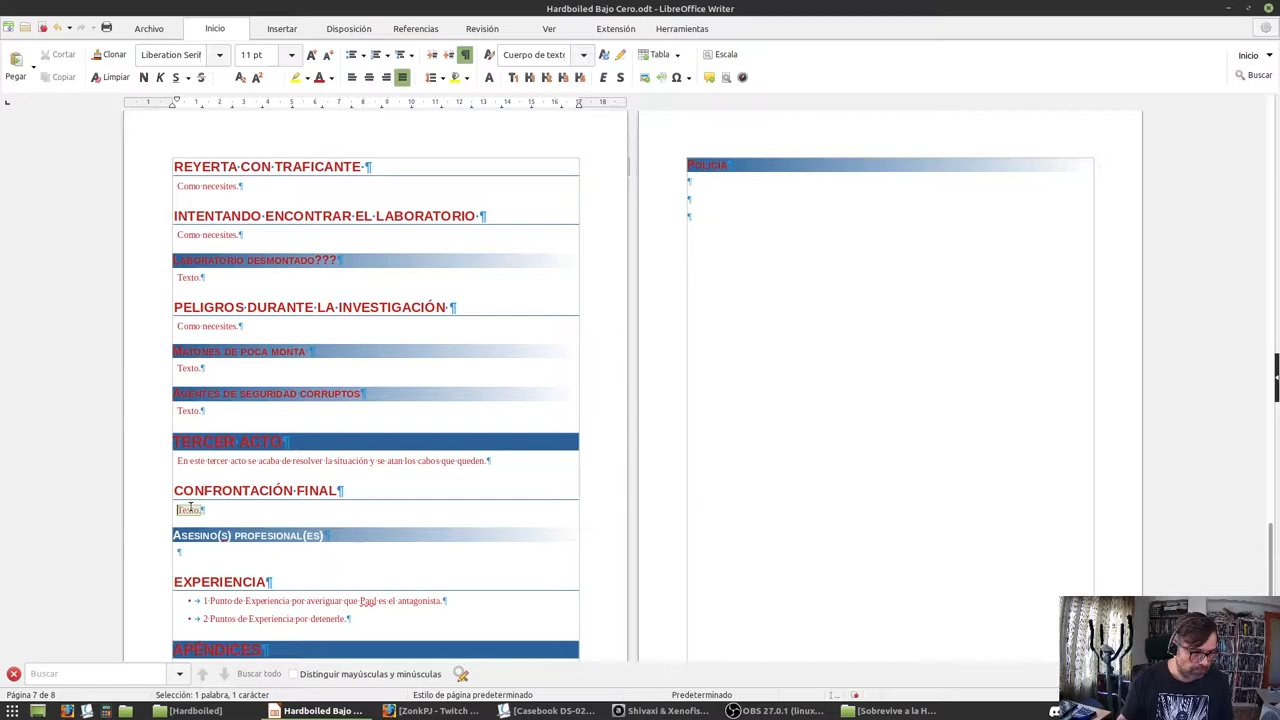 Hardboiled Bajo Cero.odt - LibreOffice Writer
Archivo Inicio Insertar Disposición Referencias Revisión Ver Extensión Herramientas
Pegar Cortar Clonar Liberation Serif 11 pt Cuerpo de texto Tabla Escala Inicio
Copiar Limpiar Buscar
REYERTA CON TRAFICANTE ¶
Como necesites.¶
INTENTANDO ENCONTRAR EL LABORATORIO ¶
Como necesites.¶
LABORATORIO DESMONTADO???¶
Texto.¶
PELIGROS DURANTE LA INVESTIGACIÓN ¶
Como necesites.¶
MATONES DE POCA MONTA ¶
Texto.¶
AGENTES DE SEGURIDAD CORRUPTOS¶
Texto.¶
TERCER ACTO¶
En este tercer acto se acaba de resolver la situación y se atan los cabos que queden.¶
CONFRONTACIÓN FINAL¶
Texto.¶
ASESINO(S) PROFESIONAL(ES)¶
¶
EXPERIENCIA¶
• 1 Punto de Experiencia por averiguar que Paul es el antagonista.¶
• 2 Puntos de Experiencia por detenerle.¶
APÉNDICES¶
POLICÍA¶
¶
¶
¶
Buscar Buscar todo Distinguir mayúsculas y minúsculas
Página 7 de 8 Selección: 1 palabra, 1 carácter Estilo de página predeterminado Predeterminado
[Hardboiled] Hardboiled Bajo Cer... [ZonkPJ - Twitch ... [Casebook DS-02... Shivaxi & Xenofis... OBS 27.0.1 (linux... [Sobrevive a la H...